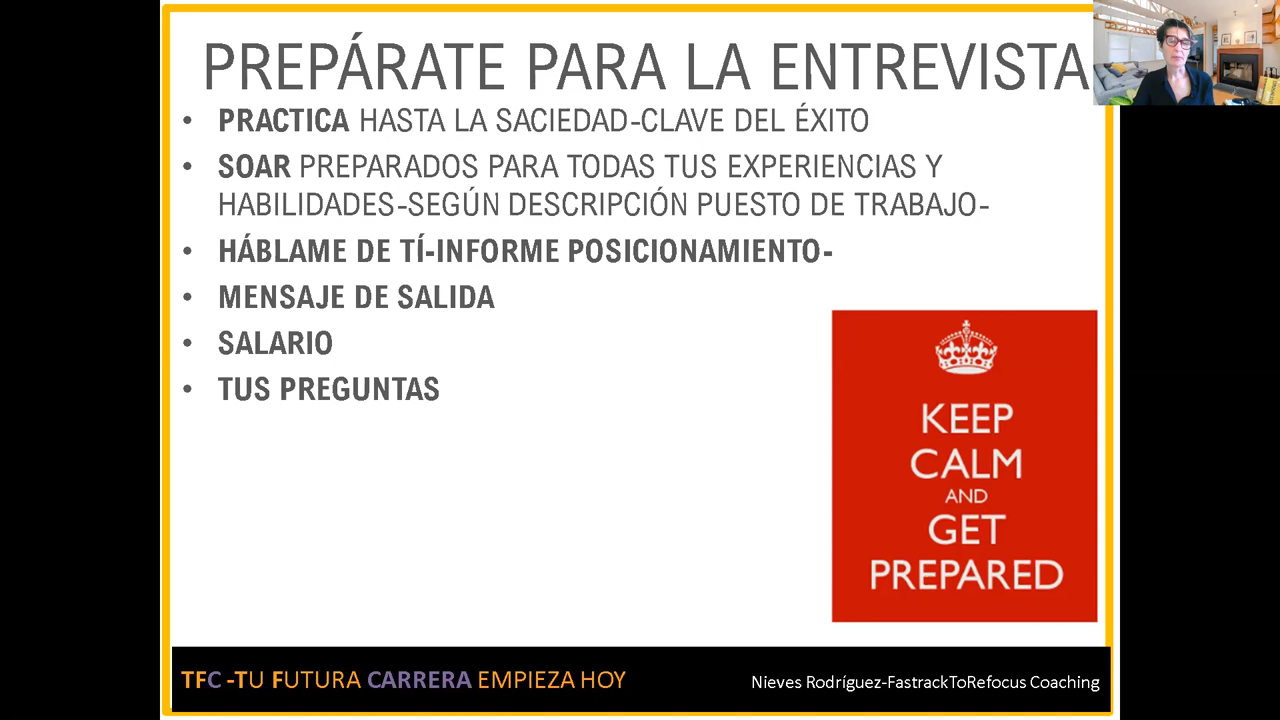 PREPÁRATE PARA LA ENTREVISTA
• PRACTICA HASTA LA SACIEDAD-CLAVE DEL ÉXITO
• SOAR PREPARADOS PARA TODAS TUS EXPERIENCIAS Y
HABILIDADES-SEGÚN DESCRIPCIÓN PUESTO DE TRABAJO-
• HÁBLAME DE TÍ-INFORME POSICIONAMIENTO-
• MENSAJE DE SALIDA
• SALARIO
• TUS PREGUNTAS
KEEP
CALM
AND
GET
PREPARED
TFC -TU FUTURA CARRERA EMPIEZA HOY
Nieves Rodríguez-FastrackToRefocus Coaching